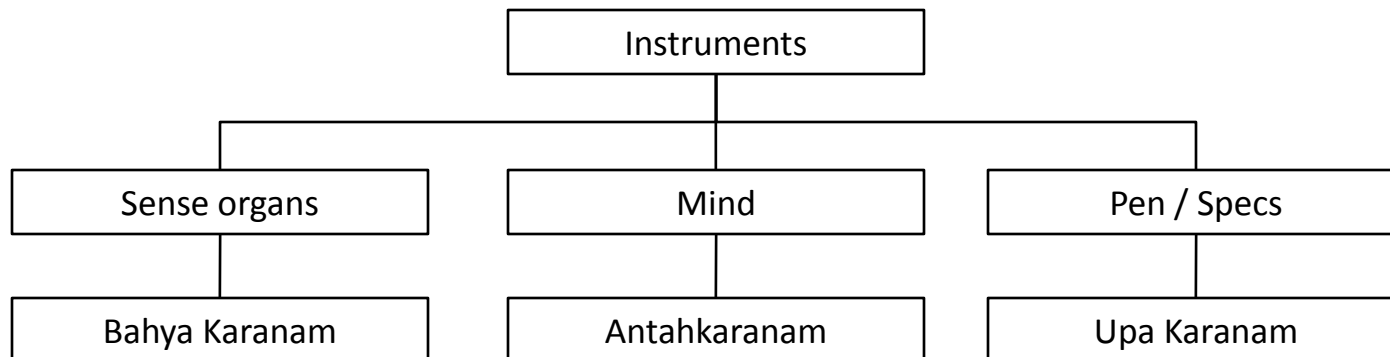 Instruments
Sense organs
Mind
Pen / Specs
Bahya Karanam
Antahkaranam
Upa Karanam